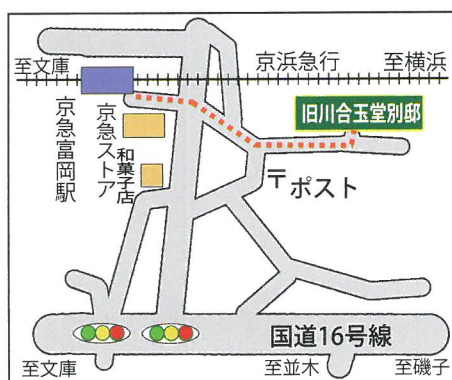 至文庫
京浜急行
至横浜
旧川合玉堂別邸
京急富岡駅
京急ストア
和菓子店
〒ポスト
国道16号線
至文庫
至並木
至磯子